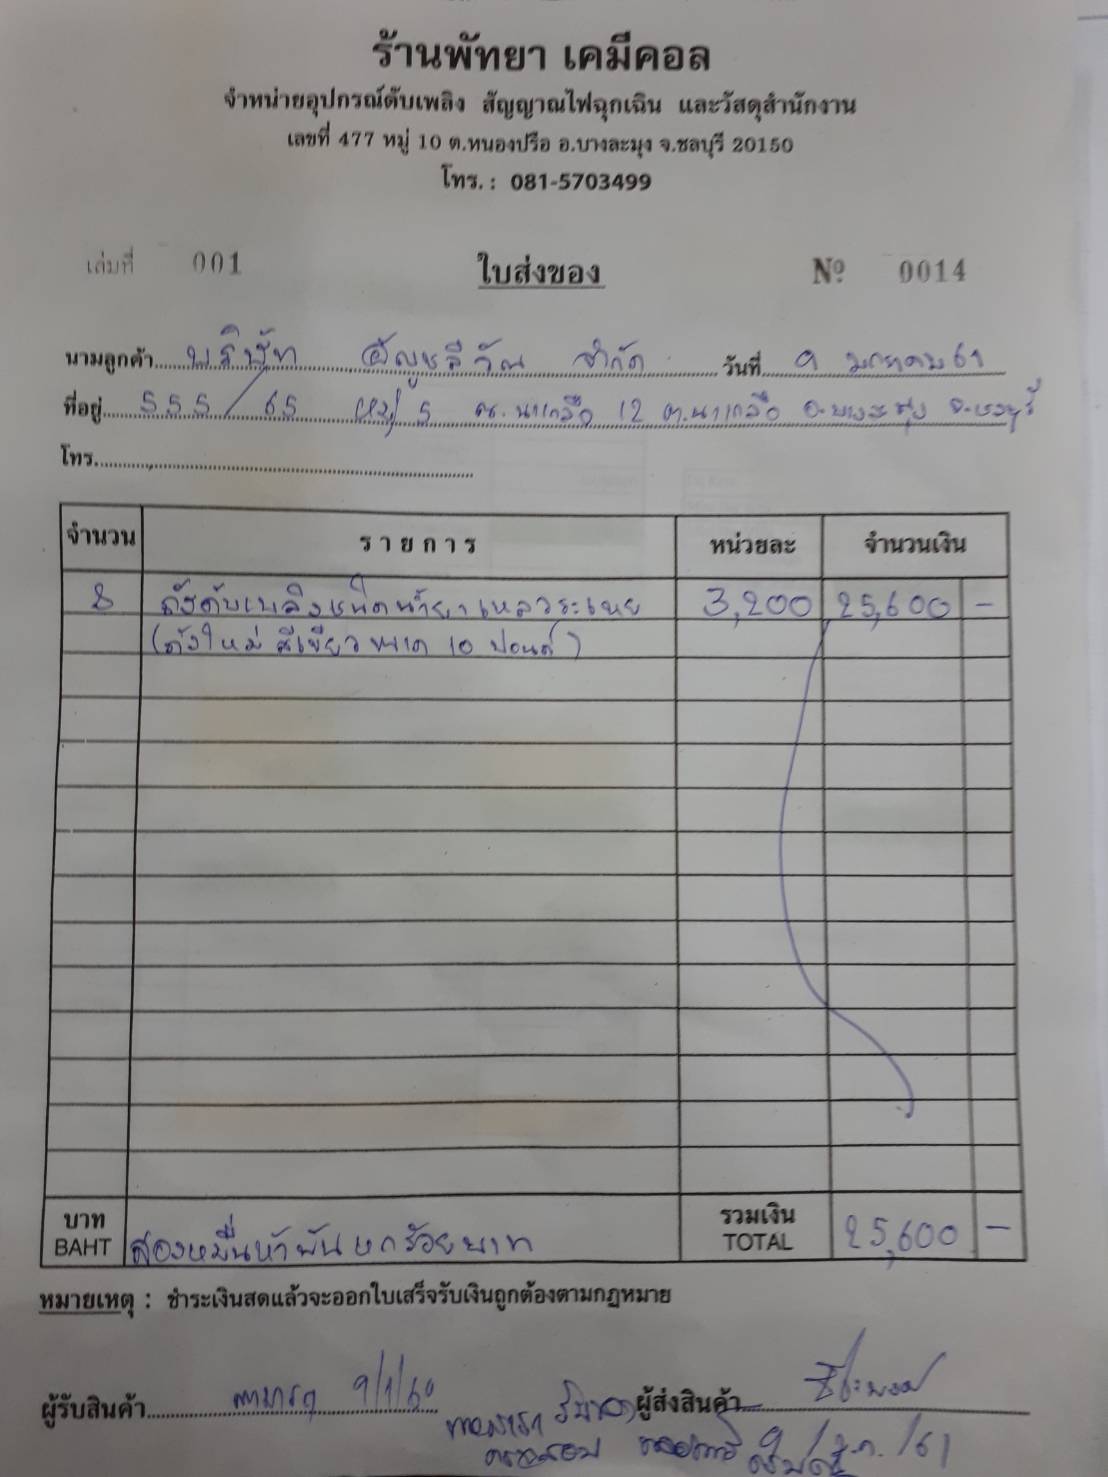 ร้านพัทยา เคมีคอล
จำหน่ายอุปกรณ์ดับเพลิง สัญญาณไฟฉุกเฉิน และวัสดุสำนักงาน
เลขที่ 477 หมู่ 10 ต.หนองปรือ อ.บางละมุง จ.ชลบุรี 20150
โทร. : 081-5703499
เล่มที่ 001 ใบส่งของ Nº 0014
นามลูกค้า บริษัท อัญชลีวัณ จำกัด วันที่ 9 มกราคม 61
ที่อยู่ 555/65 หมู่ 5 ซ.นาเกลือ 12 ต.นาเกลือ อ.บางละมุง จ.ชลบุรี
โทร.
จำนวน รายการ หน่วยละ จำนวนเงิน
8 ถังดับเพลิงชนิดน้ำยาเหลวระเหย 3,200 25,600 -
(ถังใหม่ สีเขียว ขนาด 10 ปอนด์)
บาท รวมเงิน
BAHT สองหมื่นห้าพันหกร้อยบาท TOTAL 25,600 -
หมายเหตุ : ชำระเงินสดแล้วจะออกใบเสร็จรับเงินถูกต้องตามกฎหมาย
ผู้รับสินค้า 9/1/60 ผู้ส่งสินค้า